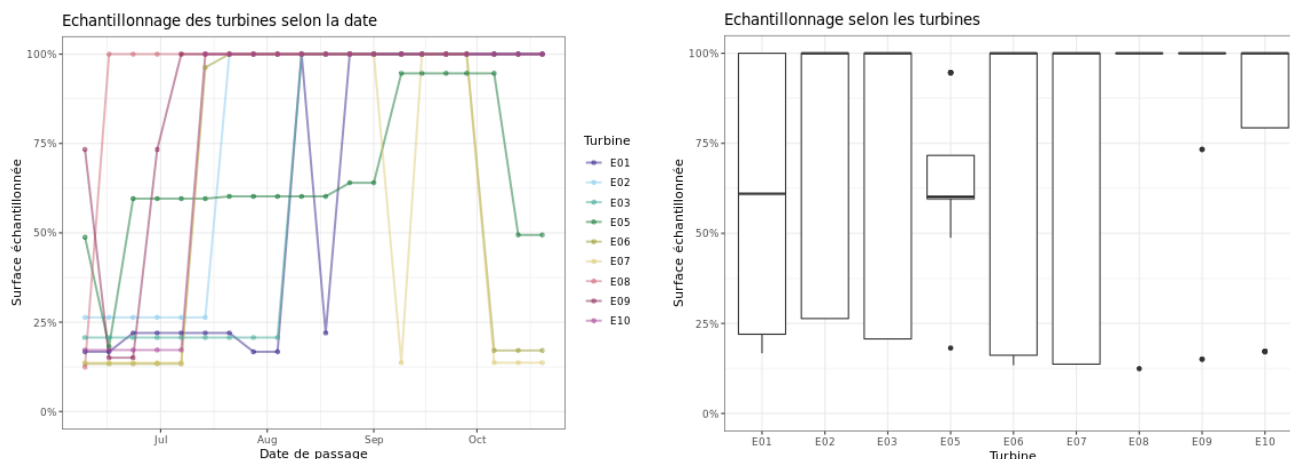 Echantillonnage des turbines selon la date
100%
75%
50%
25%
0%
Surface échantillonnée
Jul
Aug
Sep
Oct
Date de passage
Turbine
E01
E02
E03
E05
E06
E07
E08
E09
E10
Echantillonnage selon les turbines
100%
75%
50%
25%
0%
Surface échantillonnée
E01
E02
E03
E05
E06
E07
E08
E09
E10
Turbine